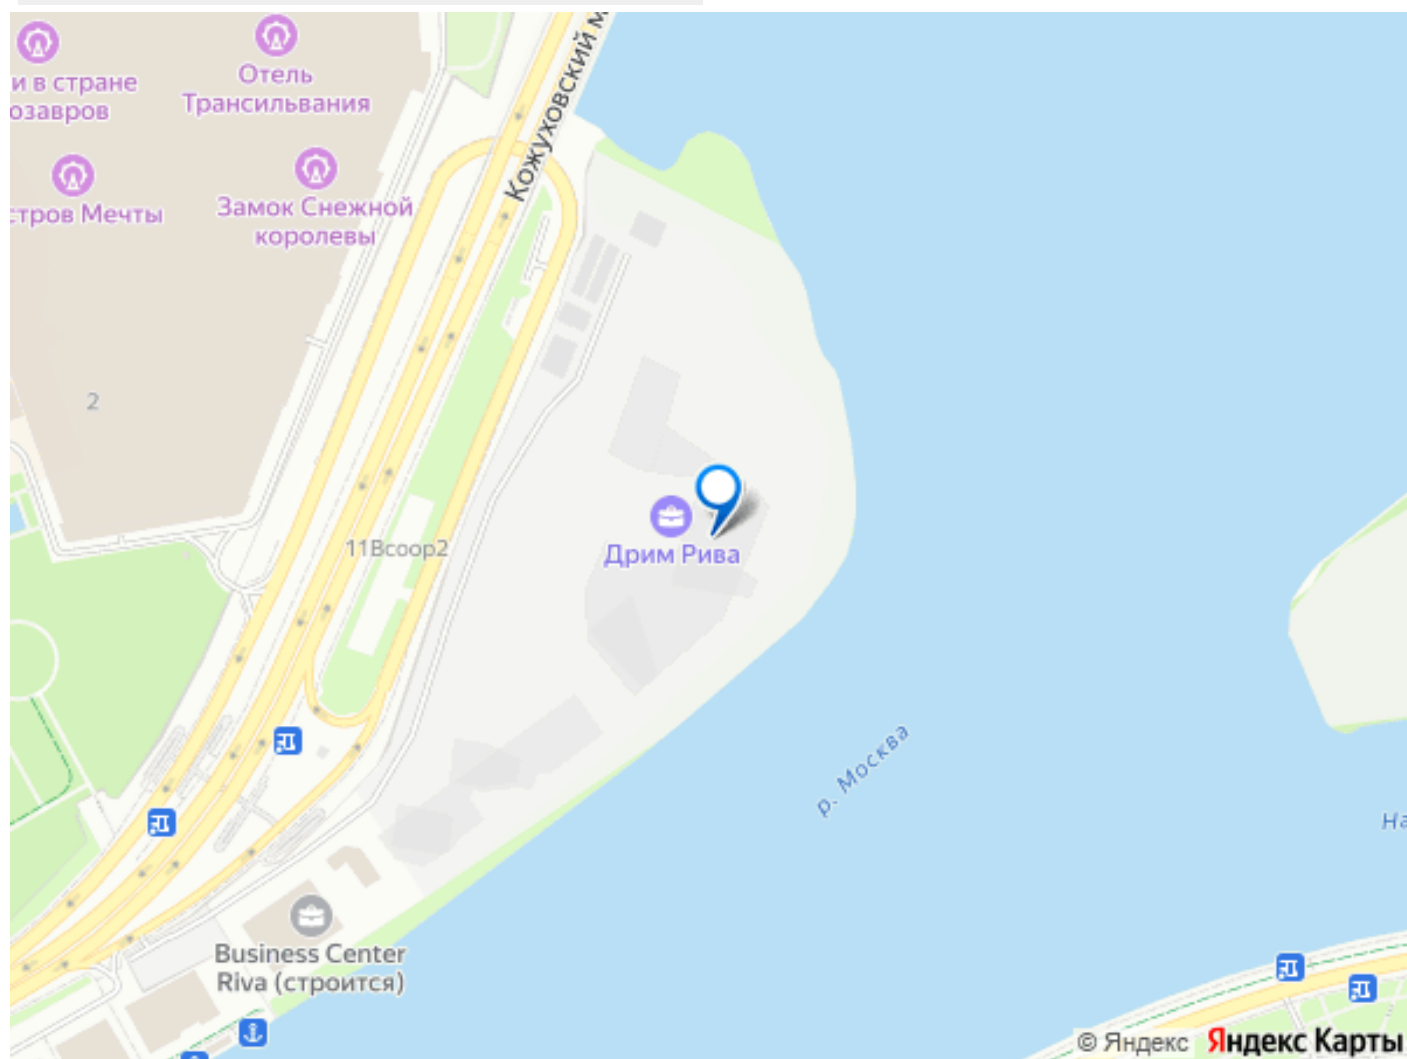 и в стране
озавров
Отель
Трансильвания
Кожуховский м
стров Мечты
Замок Снежной
королевы
2
11Всоор2
Дрим Рива
р. Москва
На
Business Center
Riva (строится)
© Яндекс Яндекс Карты